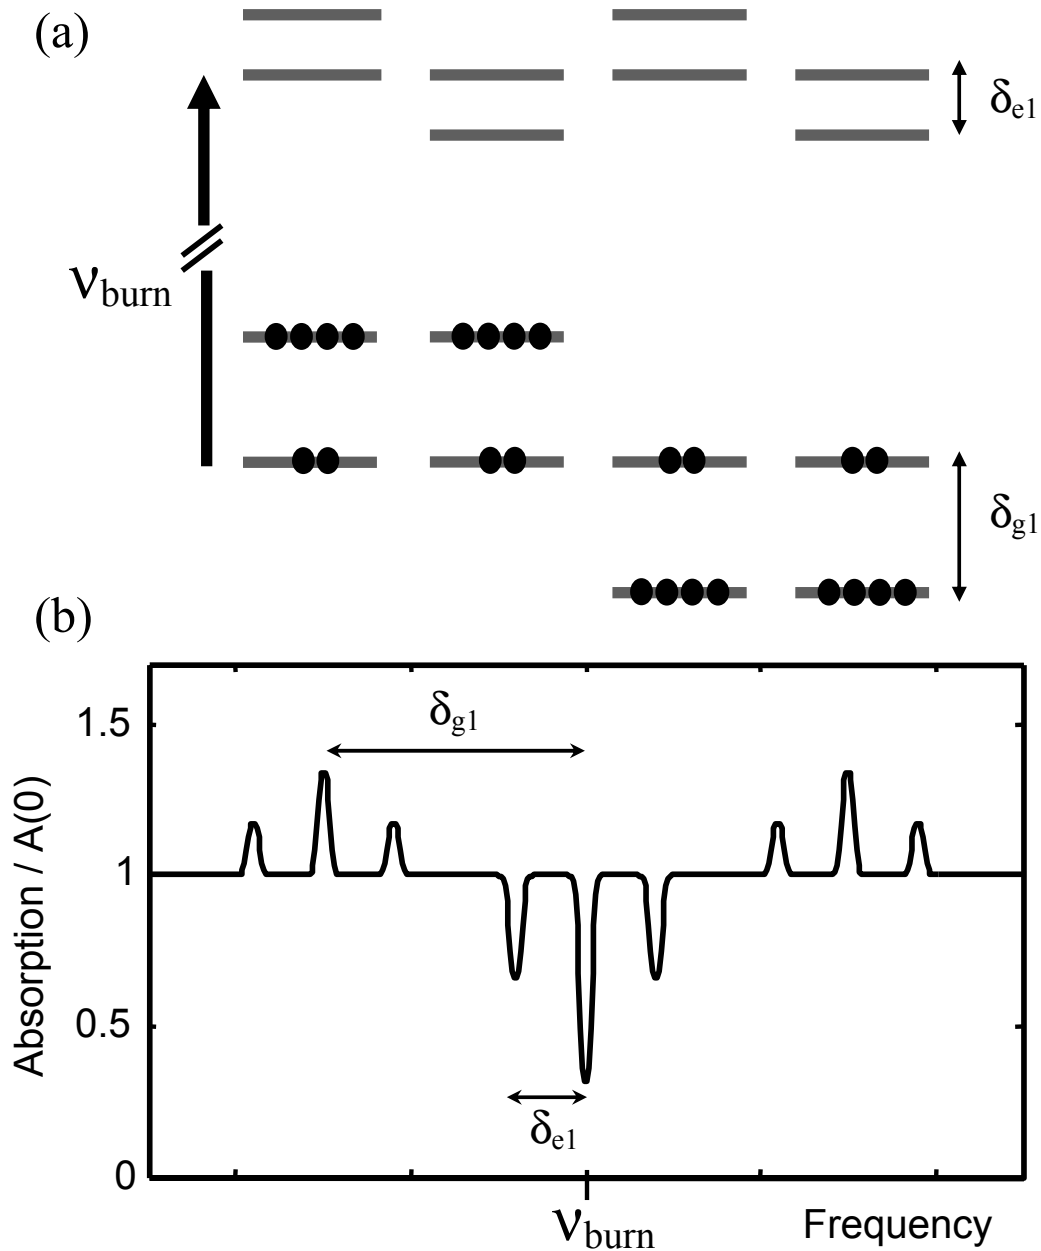 (a)
δe1
νburn
δg1
(b)
1.5
δg1
1
Absorption / A(0)
0.5
δe1
0
νburn
Frequency